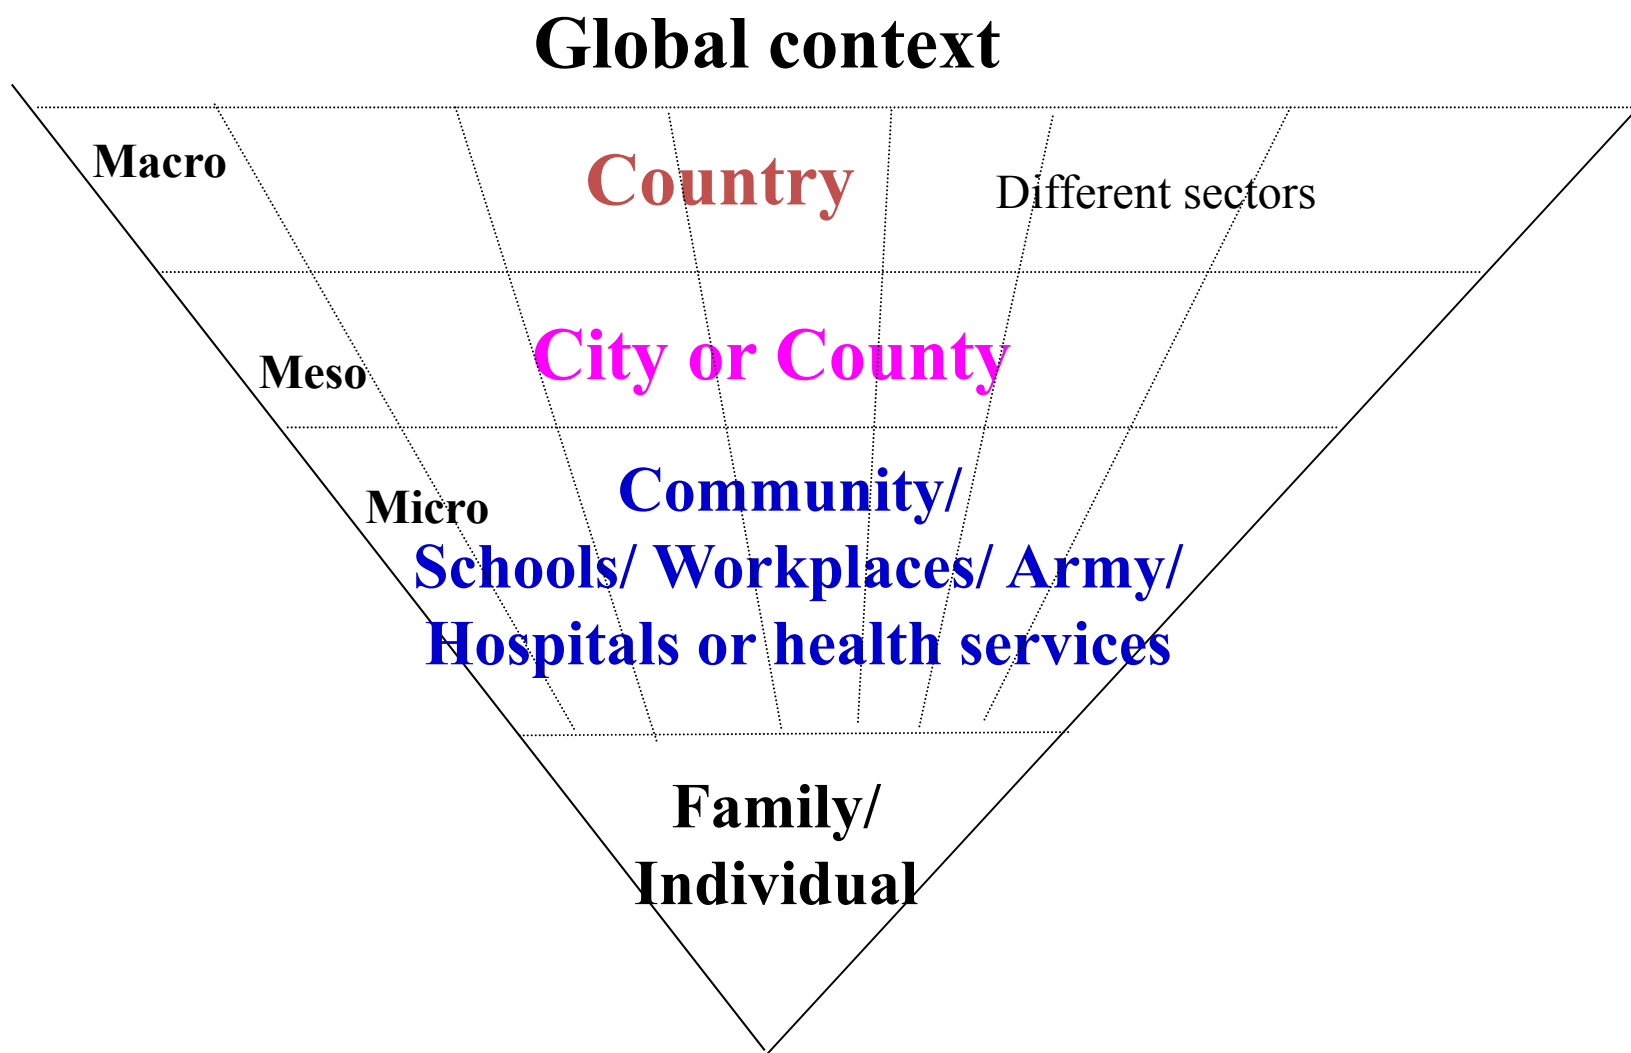 Global context
Macro
Country
Different sectors
City or County
Meso
Community/
Micro
Schools/ Workplaces/ Army/
Hospitals or health services
Family/
Individual